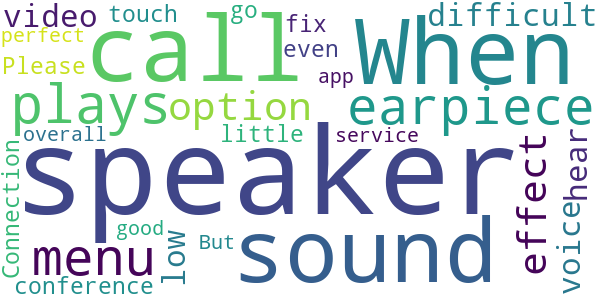 video
touch
go
fix
difficult
perfect
call
When
even
Please
app
plays
option
earpiece
overall
little
service
speaker
Connection
effect
hear
good
But
voice
menu
low
sound
conference